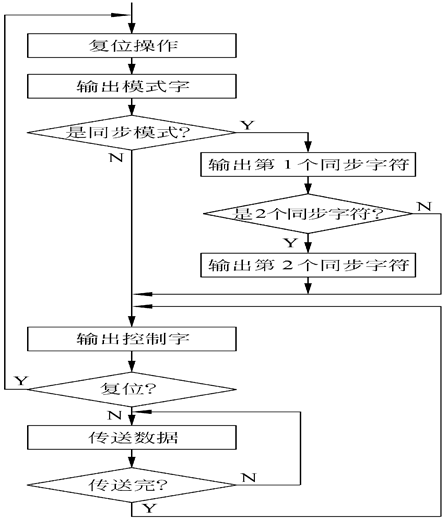 复位操作
输出模式字
是同步模式?
Y
N
输出第1个同步字符
是2个同步字符?
N
Y
输出第2个同步字符
输出控制字
复位?
Y
N
传送数据
传送完?
N
Y